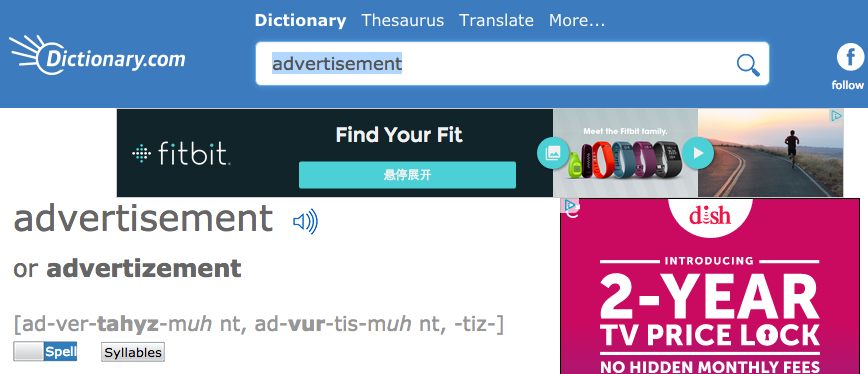 Dictionary Thesaurus Translate More...
Dictionary.com
advertisement
follow
fitbit.
Find Your Fit
悬停展开
Meet the Fitbit family.
advertisement
or advertizement
[ad-ver-tahyz-muh nt, ad-vur-tis-muh nt, -tiz-]
Spell Syllables
dish
INTRODUCING
2-YEAR
TV PRICE LOCK
NO HIDDEN MONTHLY FEES